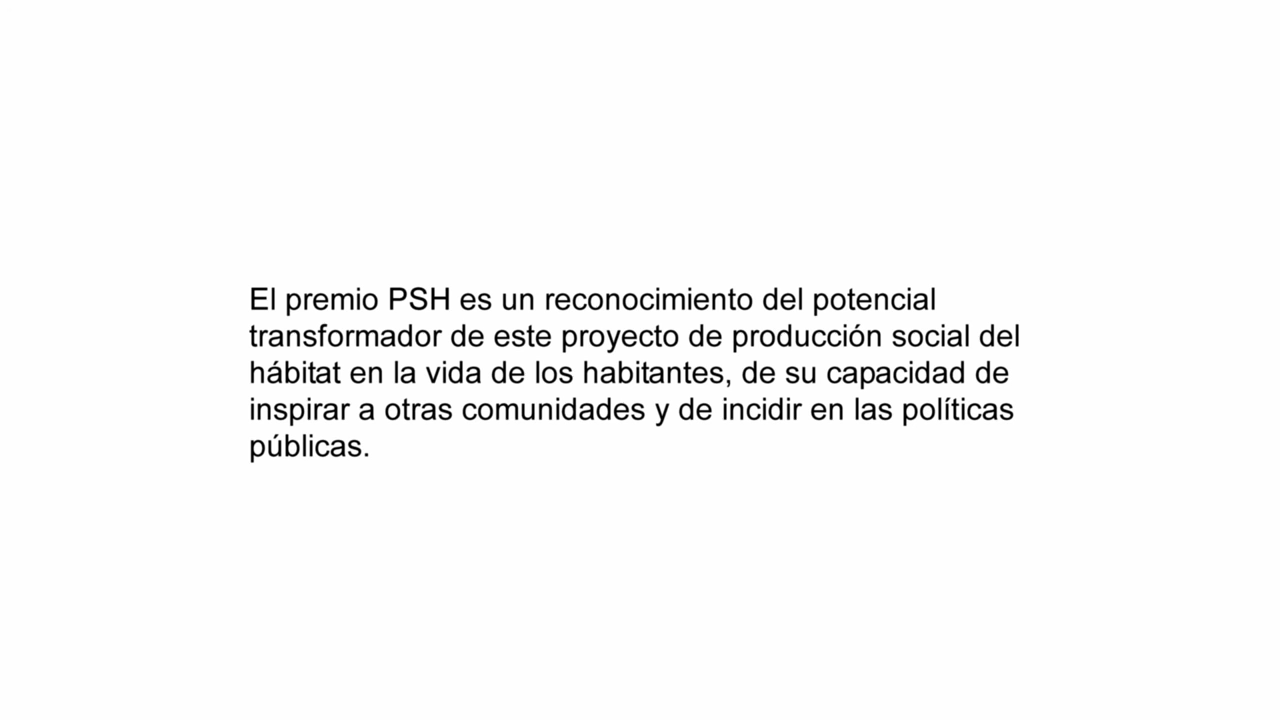 El premio PSH es un reconocimiento del potencial
transformador de este proyecto de producción social del
hábitat en la vida de los habitantes, de su capacidad de
inspirar a otras comunidades y de incidir en las políticas
públicas.